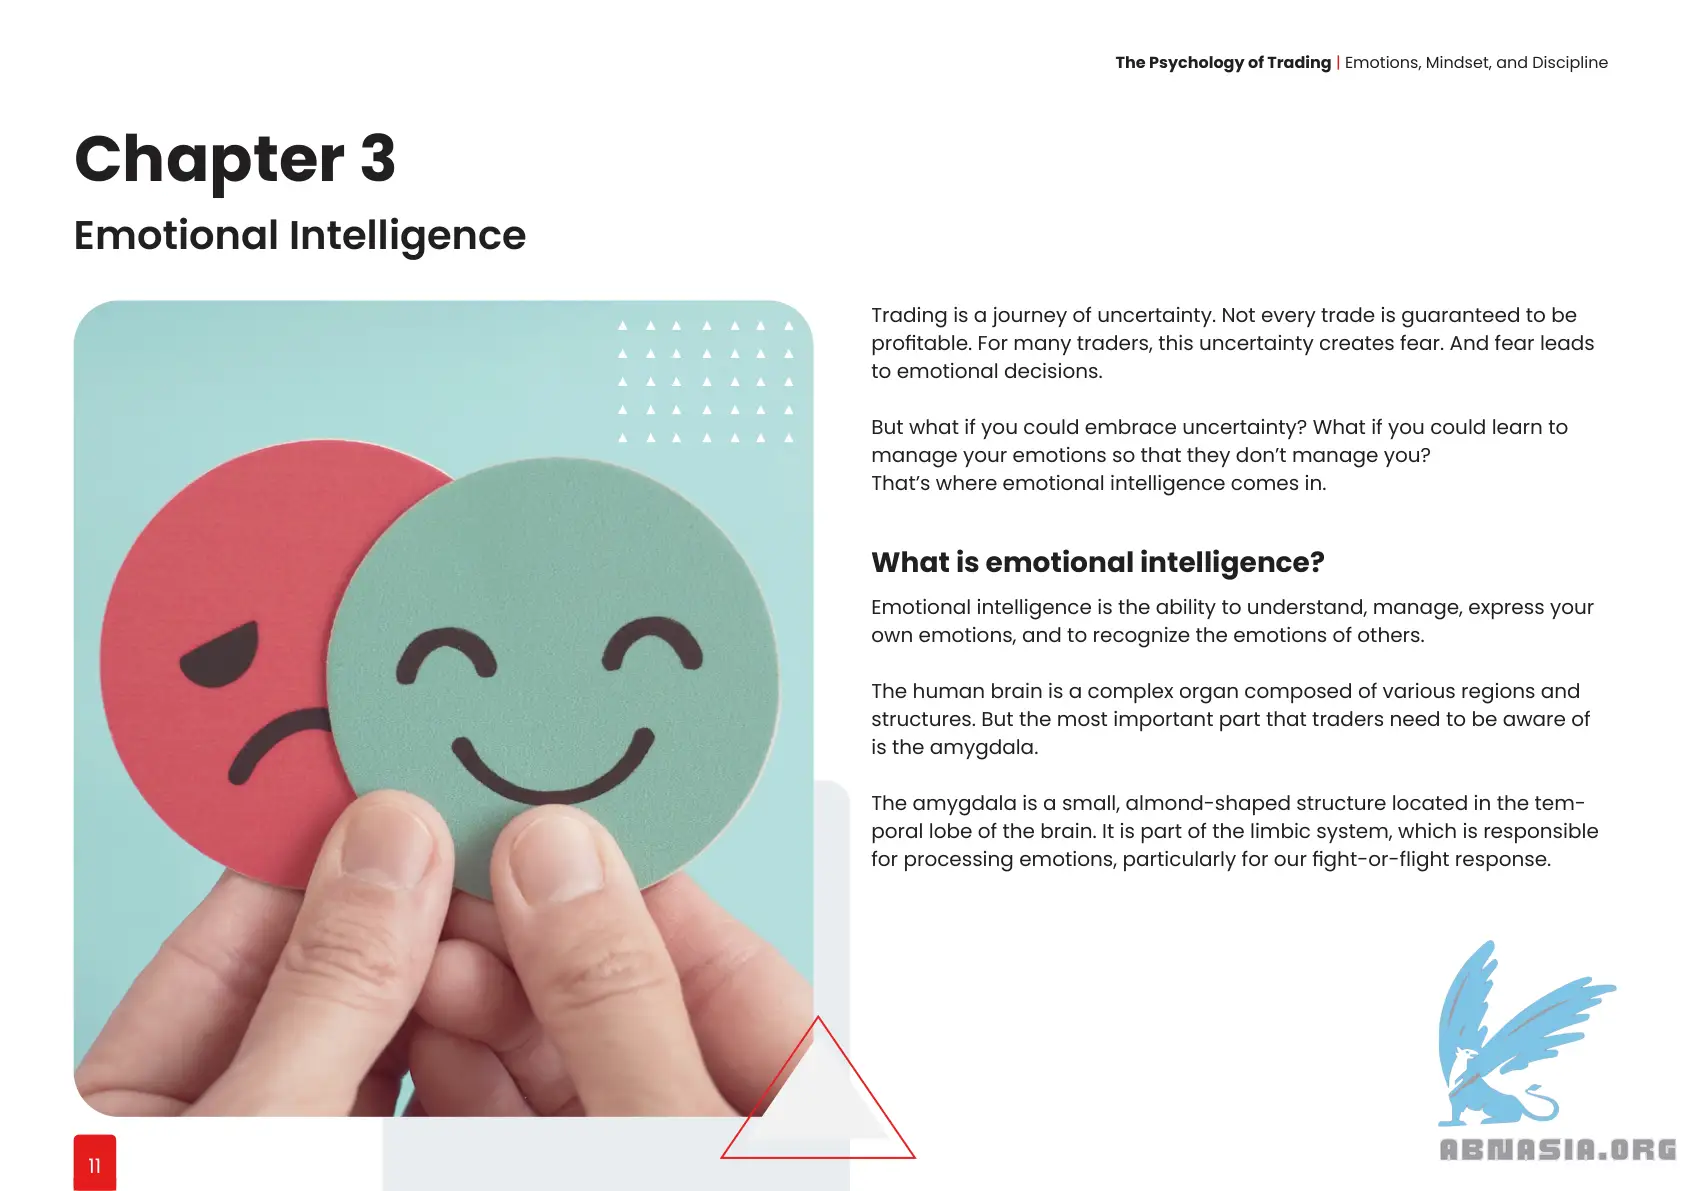 The Psychology of Trading | Emotions, Mindset, and Discipline
Chapter 3
Emotional Intelligence
Trading is a journey of uncertainty. Not every trade is guaranteed to be
profitable. For many traders, this uncertainty creates fear. And fear leads
to emotional decisions.
But what if you could embrace uncertainty? What if you could learn to
manage your emotions so that they don’t manage you?
That’s where emotional intelligence comes in.
What is emotional intelligence?
Emotional intelligence is the ability to understand, manage, express your
own emotions, and to recognize the emotions of others.
The human brain is a complex organ composed of various regions and
structures. But the most important part that traders need to be aware of
is the amygdala.
The amygdala is a small, almond-shaped structure located in the tem-
poral lobe of the brain. It is part of the limbic system, which is responsible
for processing emotions, particularly for our fight-or-flight response.
ABNASIA.ORG
11